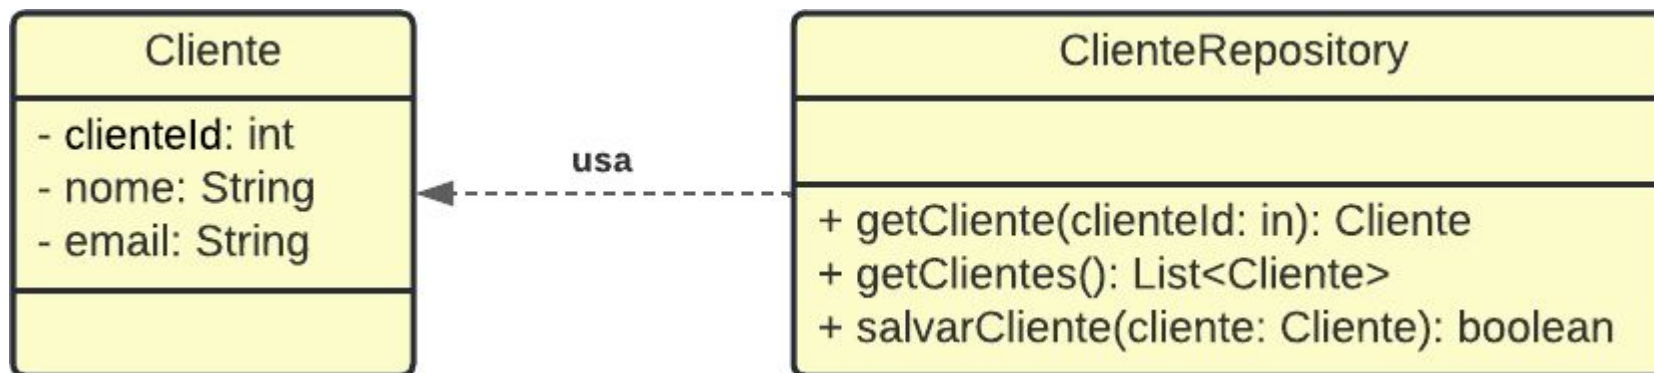 Cliente
- clienteId: int
- nome: String
- email: String
usa
ClienteRepository
+ getCliente(clienteId: in): Cliente
+ getClientes(): List<Cliente>
+ salvarCliente(cliente: Cliente): boolean